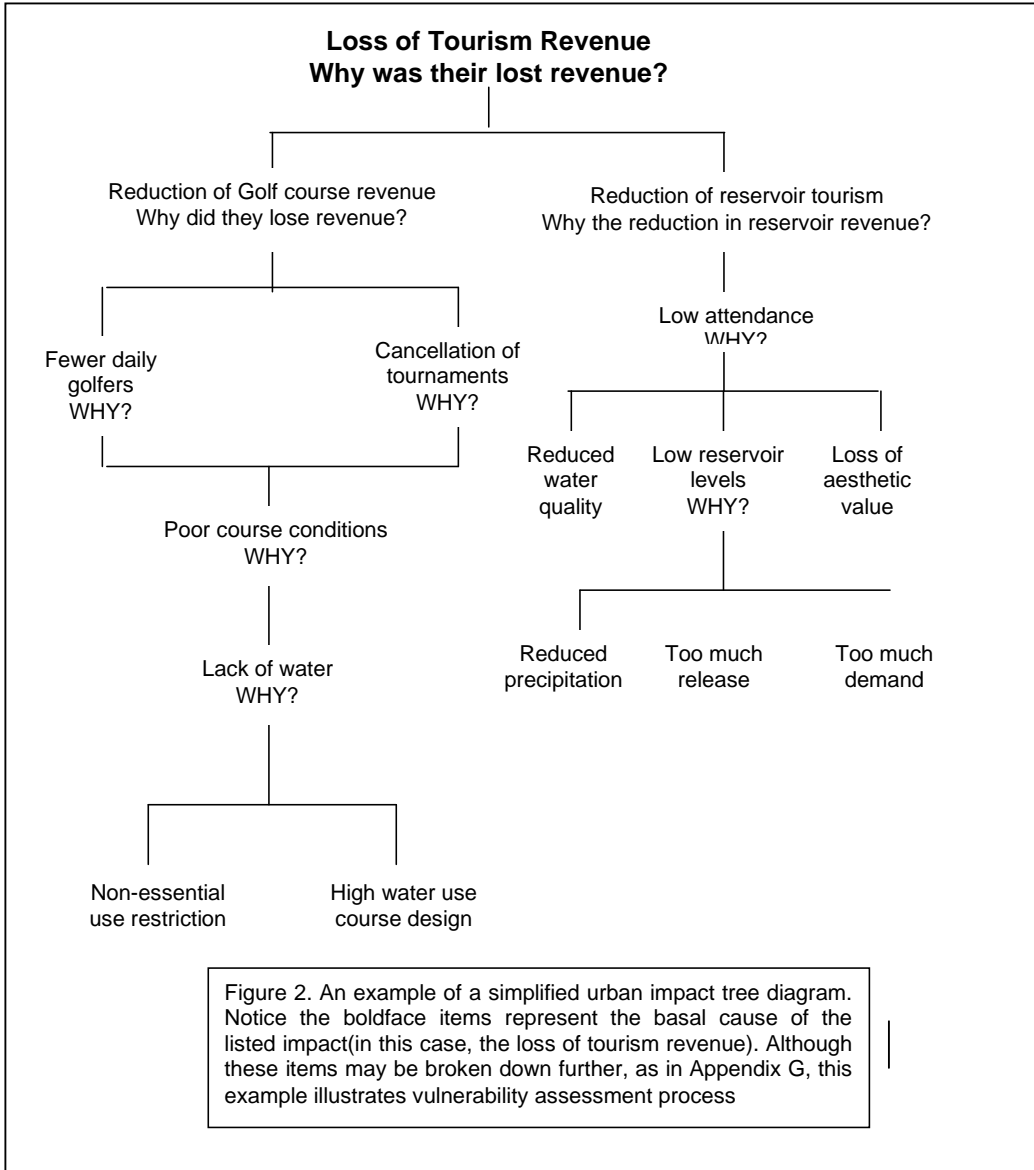 Loss of Tourism Revenue
Why was their lost revenue?
Reduction of Golf course revenue
Why did they lose revenue?
Reduction of reservoir tourism
Why the reduction in reservoir revenue?
Fewer daily
golfers
WHY?
Cancellation of
tournaments
WHY?
Low attendance
WHY?
Poor course conditions
WHY?
Reduced
water
quality
Low reservoir
levels
WHY?
Loss of
aesthetic
value
Lack of water
WHY?
Reduced
precipitation
Too much
release
Too much
demand
Non-essential
use restriction
High water use
course design
Figure 2. An example of a simplified urban impact tree diagram.
Notice the boldface items represent the basal cause of the
listed impact(in this case, the loss of tourism revenue). Although
these items may be broken down further, as in Appendix G, this
example illustrates vulnerability assessment process